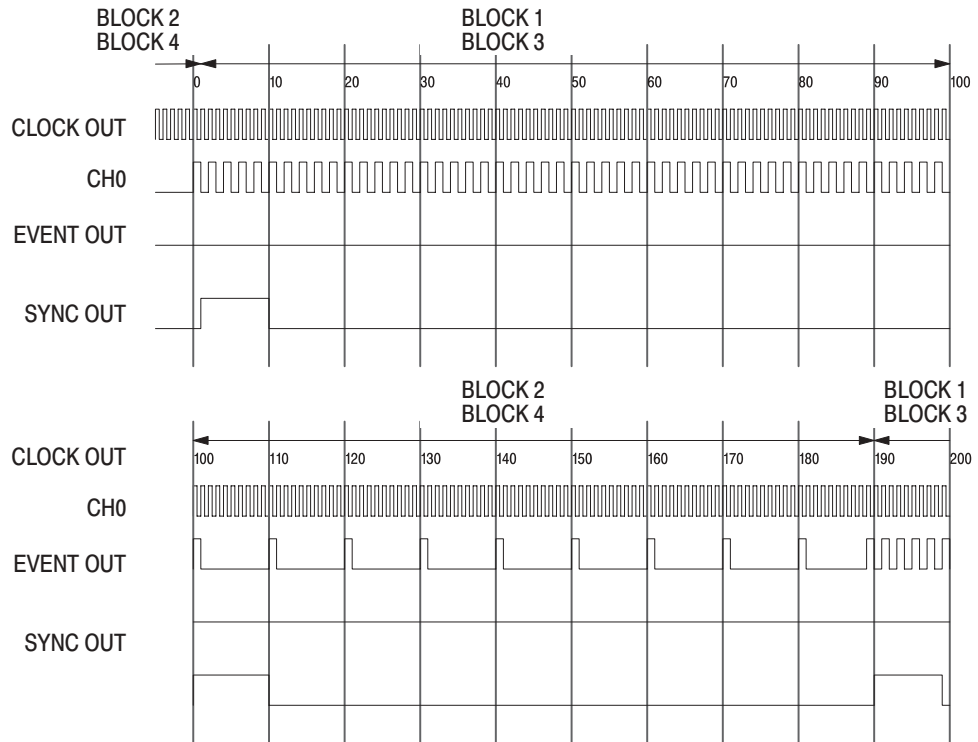 BLOCK 2 BLOCK 1
BLOCK 4 BLOCK 3
0 10 20 30 40 50 60 70 80 90 100
CLOCK OUT
CH0
EVENT OUT
SYNC OUT
BLOCK 2 BLOCK 1
BLOCK 4 BLOCK 3
CLOCK OUT 100 110 120 130 140 150 160 170 180 190 200
CH0
EVENT OUT
SYNC OUT